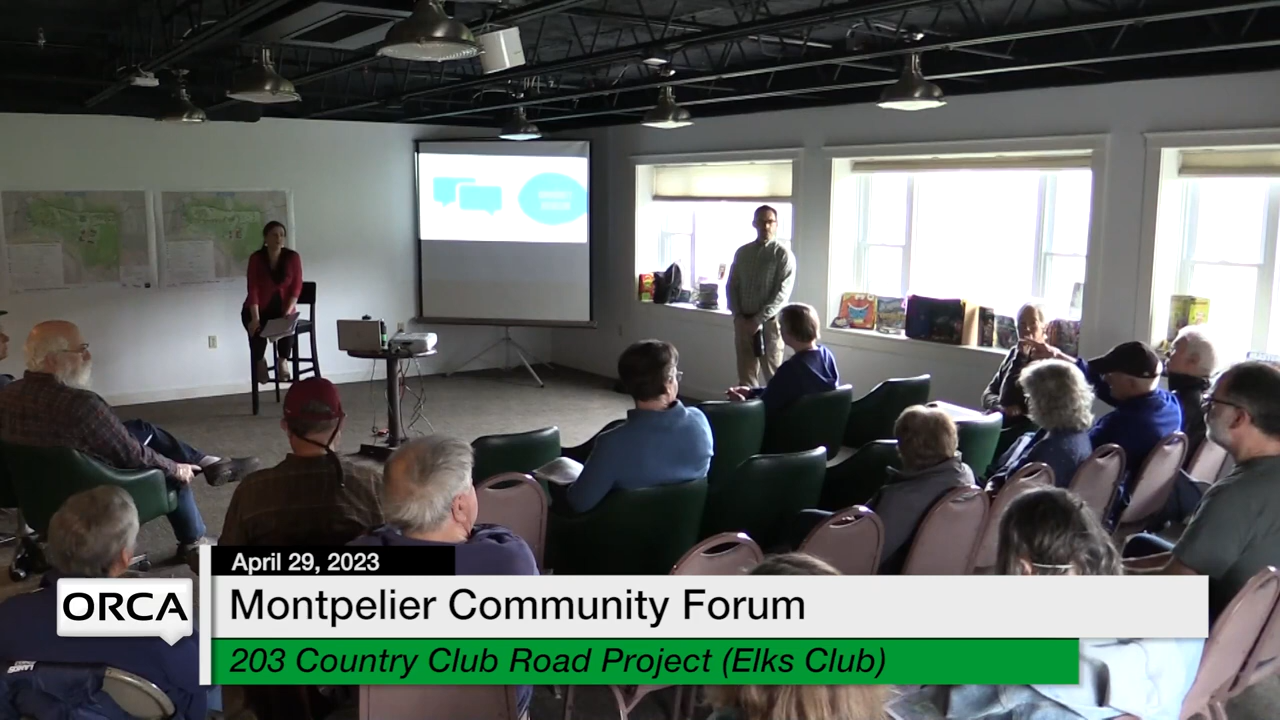 April 29, 2023
ORCA
Montpelier Community Forum
203 Country Club Road Project (Elks Club)